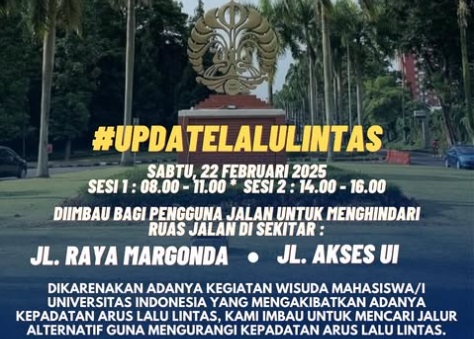 #UPDATELALULINTAS
SABTU, 22 FEBRUARI 2025
SESI 1 : 08.00 - 11.00 * SESI 2 : 14.00 - 16.00
DIIMBAU BAGI PENGGUNA JALAN UNTUK MENGHINDARI
RUAS JALAN DI SEKITAR :
JL. RAYA MARGONDA • JL. AKSES UI
DIKARENAKAN ADANYA KEGIATAN WISUDA MAHASISWA/I
UNIVERSITAS INDONESIA YANG MENGAKIBATKAN ADANYA
KEPADATAN ARUS LALU LINTAS, KAMI IMBAU UNTUK MENCARI JALUR
ALTERNATIF GUNA MENGURANGI KEPADATAN ARUS LALU LINTAS.